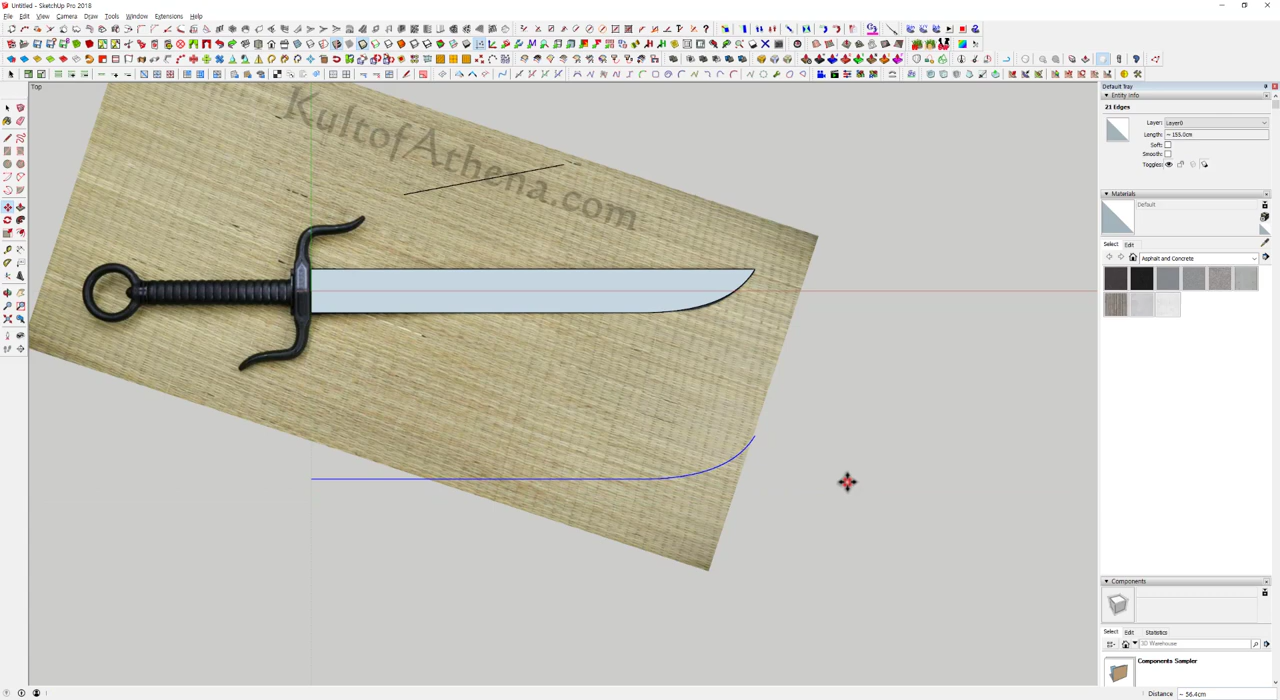 Untitled - SketchUp Pro 2018
File Edit View Camera Draw Tools Window Extensions Help
Top
KultofAthena.com
Default Tray
Entity Info
21 Edges
Layer: Layer0
Length: ~ 155.0cm
Soft:
Smooth:
Toggles:
Materials
Default
Select Edit
Asphalt and Concrete
Components
Select Edit Statistics
3D Warehouse
Components Sampler
Distance ~ 56.4cm